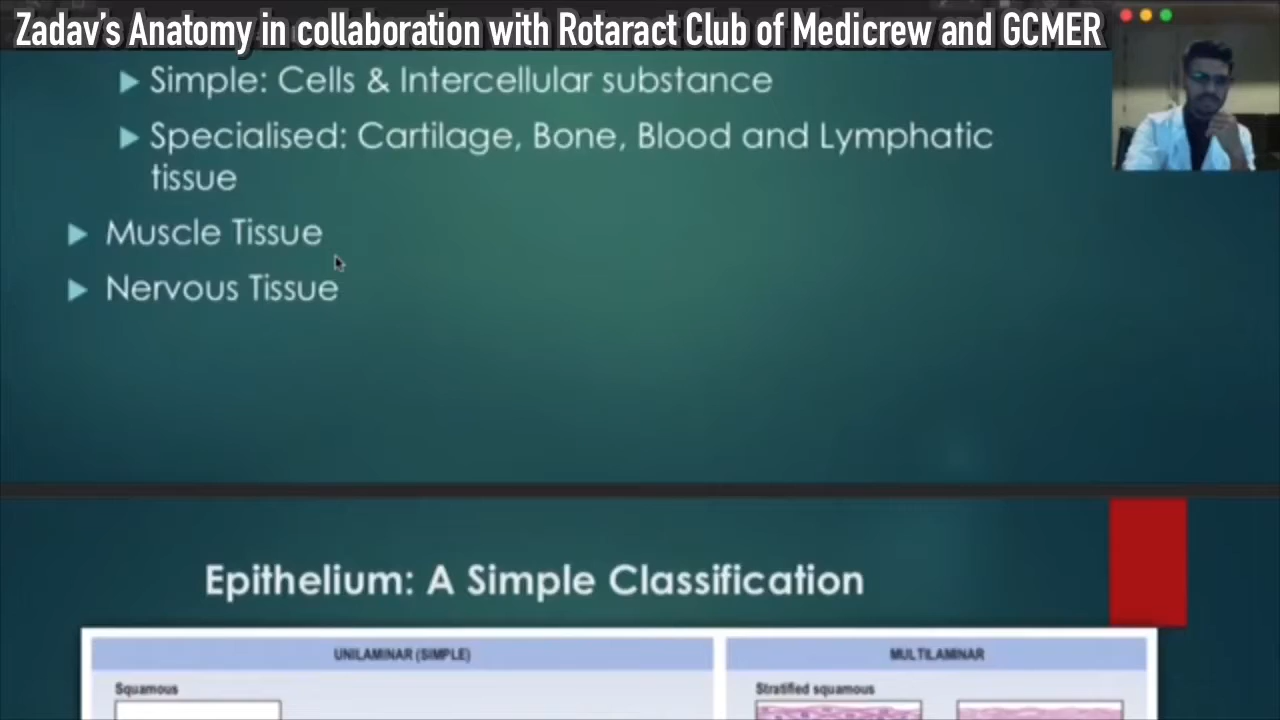 Zadav's Anatomy in collaboration with Rotaract Club of Medicrew and GCMER
Simple: Cells & Intercellular substance
Specialised: Cartilage, Bone, Blood and Lymphatic
tissue
Muscle Tissue
Nervous Tissue
Epithelium: A Simple Classification
UNILAMINAR (SIMPLE)
MULTILAMINAR
Squamous
Stratified squamous